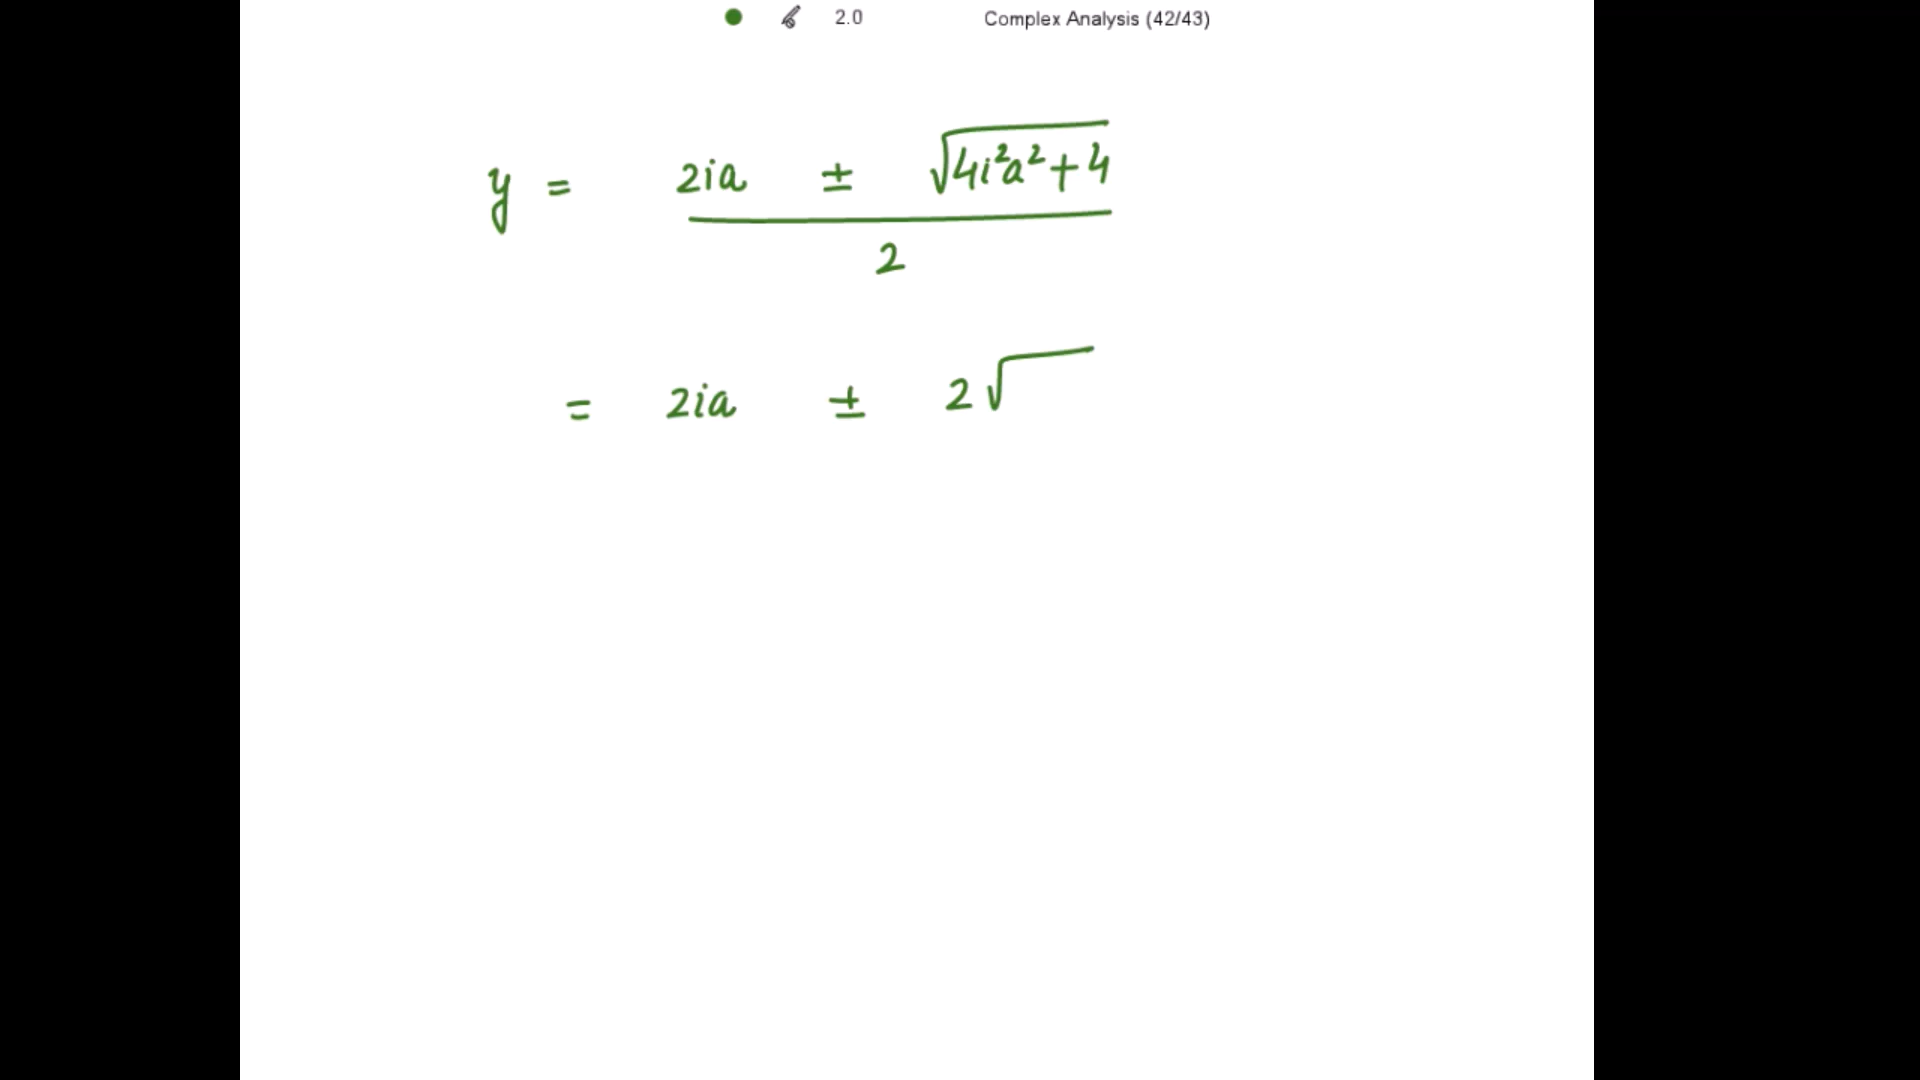 2.0 Complex Analysis (42/43)
y = 2ia ± √4i²a²+4
2
= 2ia ± 2√